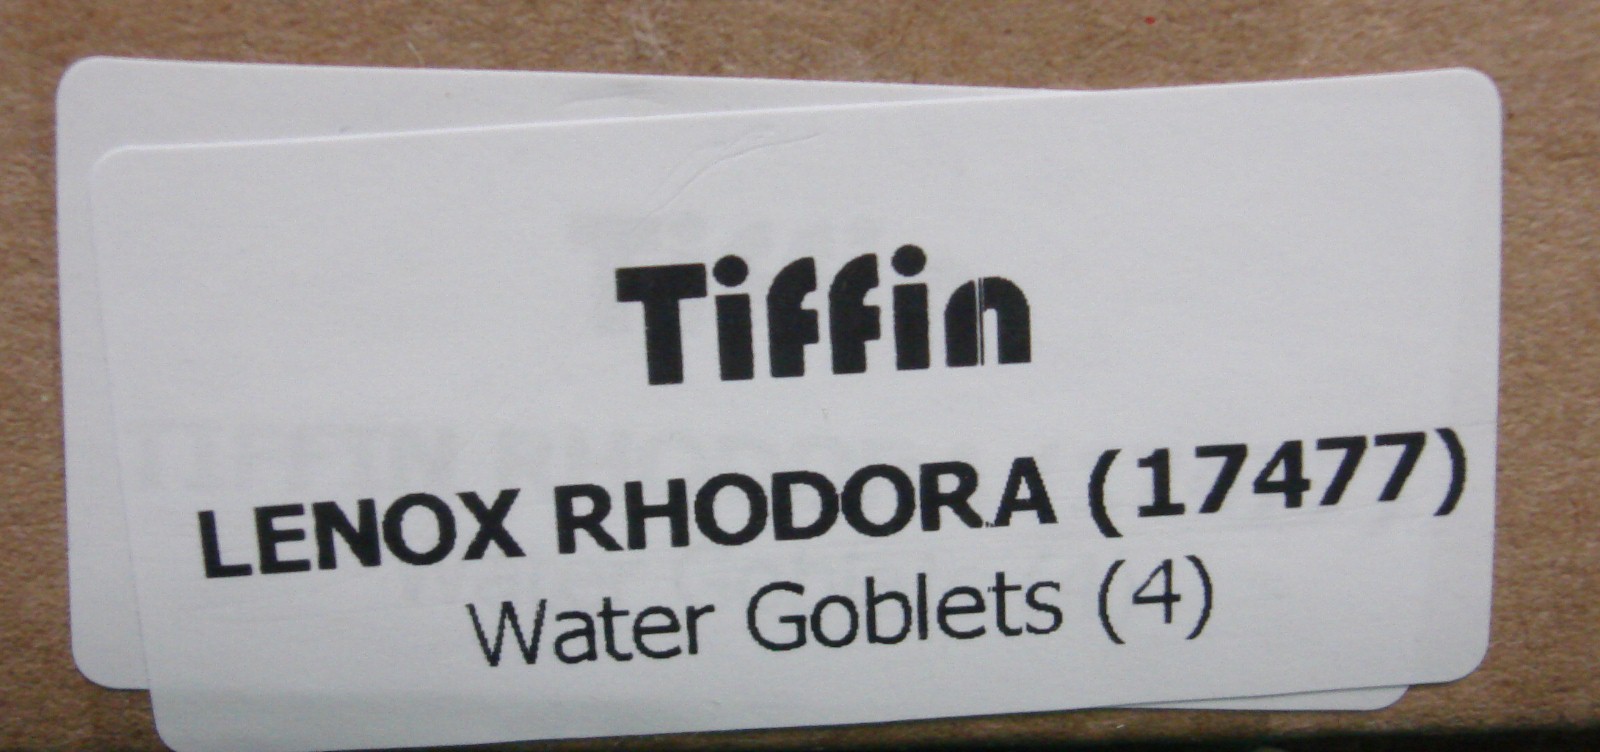 Tiffin
LENOX RHODORA (17477)
Water Goblets (4)